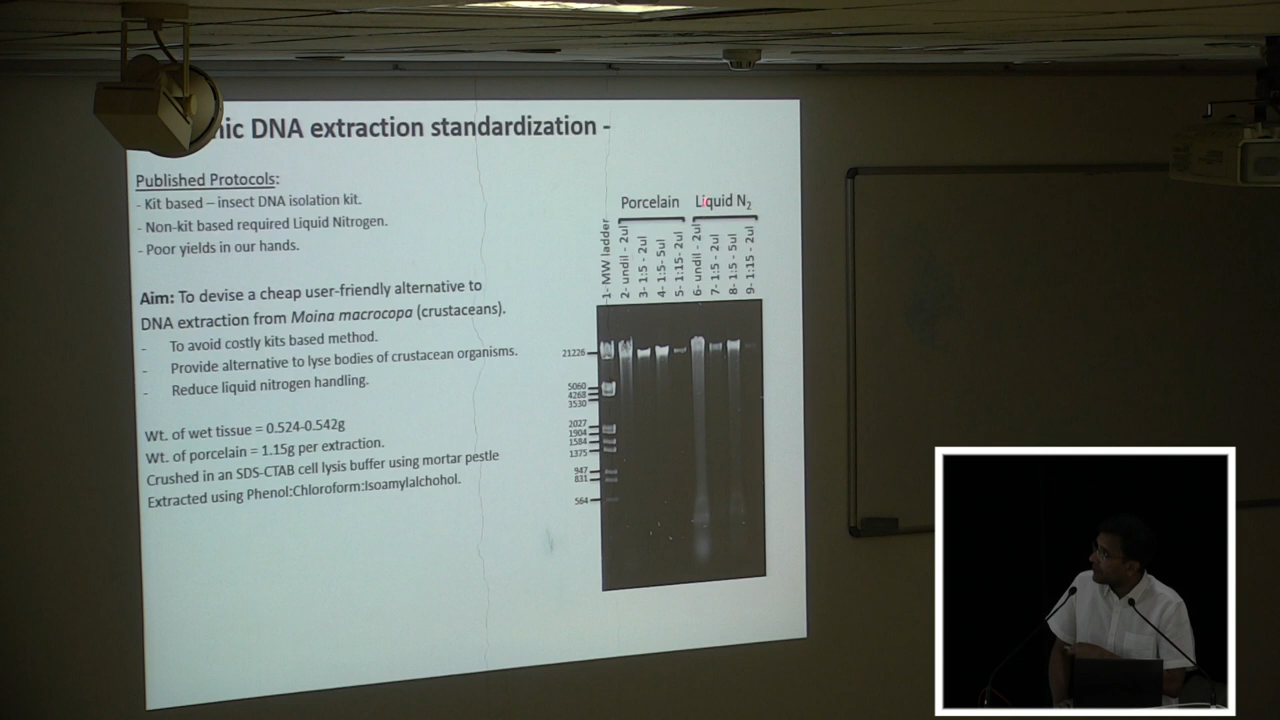 nic DNA extraction standardization -
Published Protocols:
- Kit based – insect DNA isolation kit.
- Non-kit based required Liquid Nitrogen.
- Poor yields in our hands.
Aim: To devise a cheap user-friendly alternative to
DNA extraction from Moina macrocopa (crustaceans).
- To avoid costly kits based method.
- Provide alternative to lyse bodies of crustacean organisms.
- Reduce liquid nitrogen handling.
Wt. of wet tissue = 0.524-0.542g
Wt. of porcelain = 1.15g per extraction.
Crushed in an SDS-CTAB cell lysis buffer using mortar pestle
Extracted using Phenol:Chloroform:Isoamylalchohol.
Porcelain
Liquid N2
1- MW ladder
2- undil - 2ul
3- 1:5 - 2ul
4- 1:5- 5ul
5- 1:15- 2ul
6- undil - 2ul
7- 1:5 - 2ul
8- 1:5 - 5ul
9- 1:15 - 2ul
21226
5060
4268
3530
2027
1904
1584
1375
947
831
564